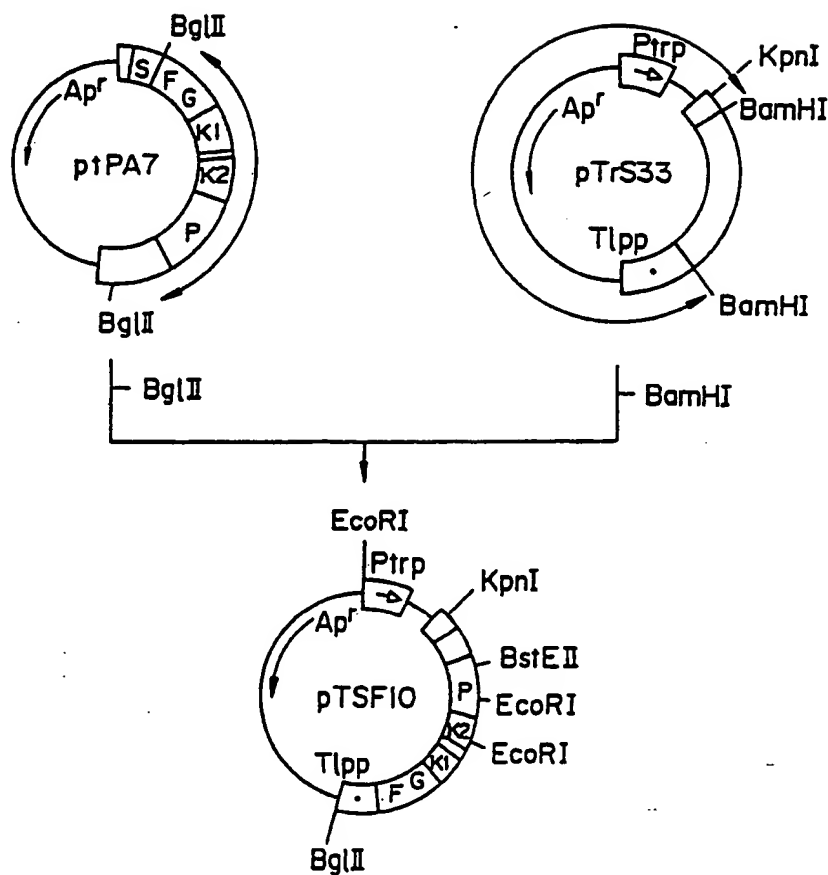 BglII
S
F
G
K1
K2
P
Apr
ptPA7
BglII
Ptrp
KpnI
BamHI
Apr
pTrS33
Tlpp
BamHI
BglII
BamHI
EcoRI
Ptrp
KpnI
Apr
BstEII
P
EcoRI
pTSF10
K2
EcoRI
K1
Tlpp
G
F
BglII